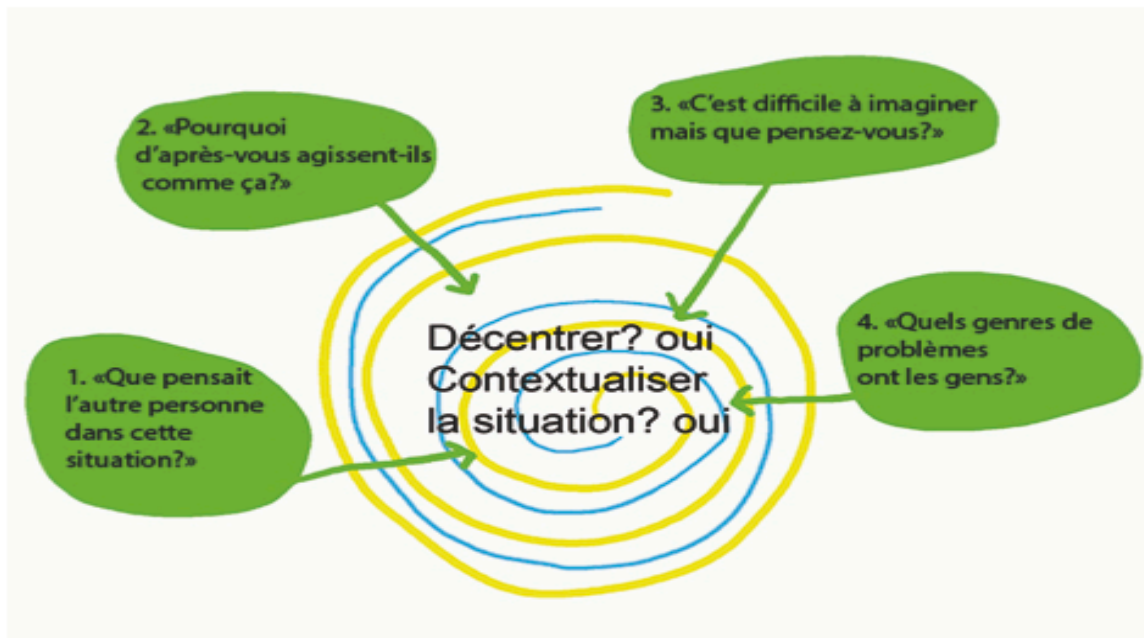 1. «Que pensait
l'autre personne
dans cette
situation?»
2. «Pourquoi
d'après-vous agissent-ils
comme ça?»
3. «C'est difficile à imaginer
mais que pensez-vous?»
4. «Quels genres de
problèmes
ont les gens?»
Décentrer? oui
Contextualiser
la situation? oui